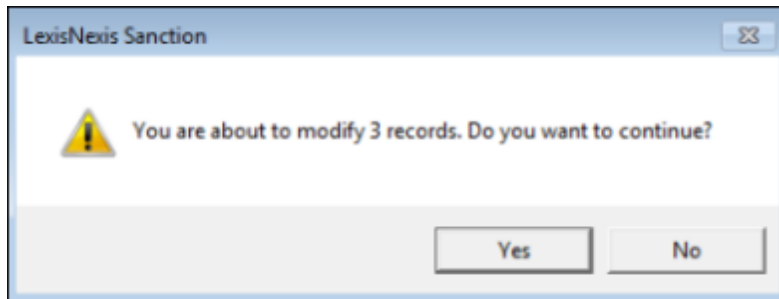 LexisNexis Sanction
You are about to modify 3 records. Do you want to continue?
Yes No